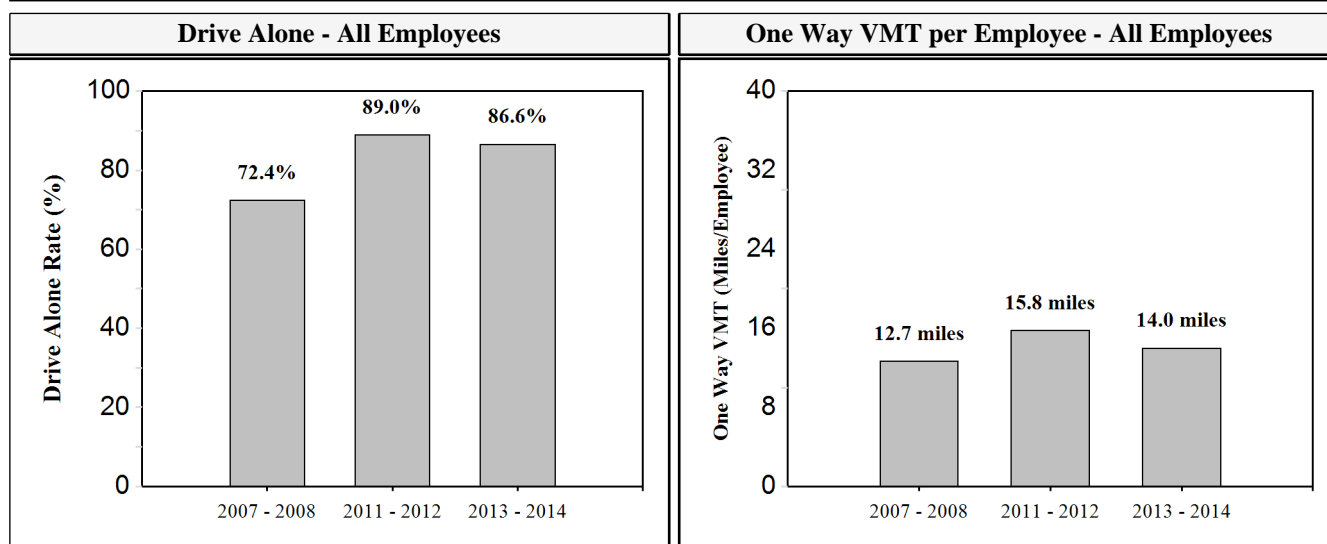 Drive Alone - All Employees
One Way VMT per Employee - All Employees
Drive Alone Rate (%)
100
80
60
40
20
0
72.4%
89.0%
86.6%
2007 - 2008
2011 - 2012
2013 - 2014
One Way VMT (Miles/Employee)
40
32
24
16
8
0
12.7 miles
15.8 miles
14.0 miles
2007 - 2008
2011 - 2012
2013 - 2014